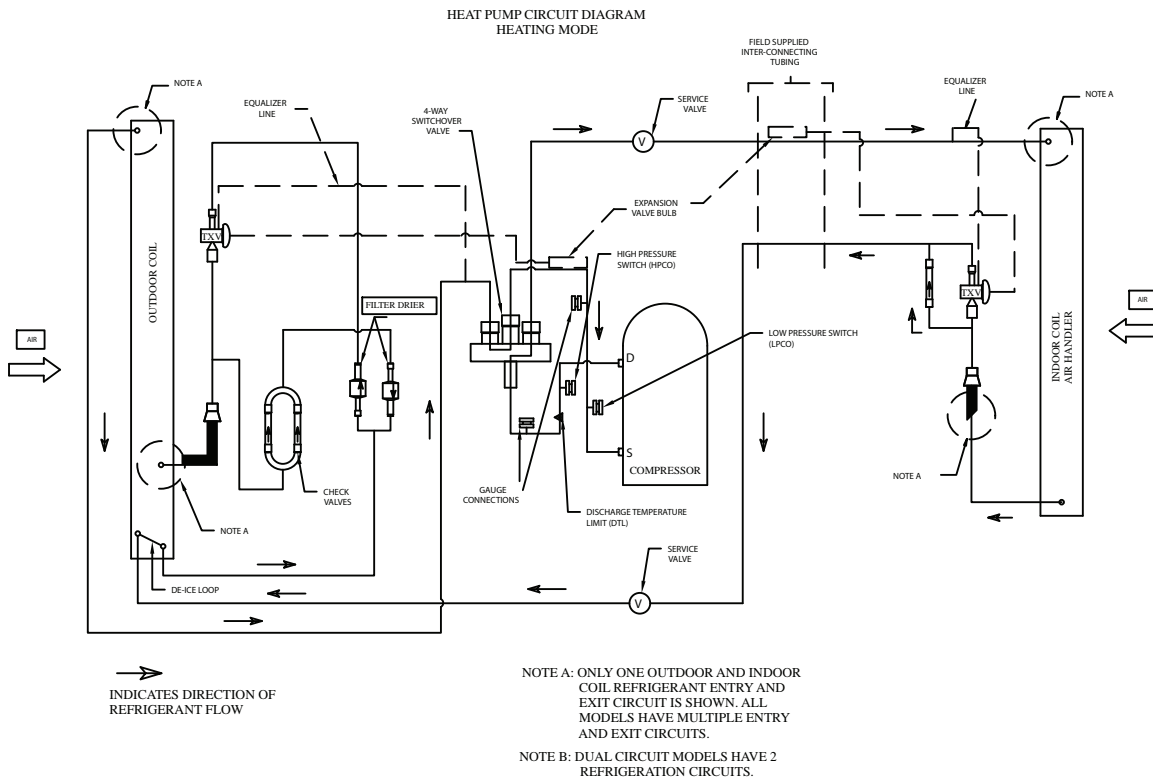 HEAT PUMP CIRCUIT DIAGRAM
HEATING MODE
FIELD SUPPLIED
INTER-CONNECTING
TUBING
NOTE A
EQUALIZER
LINE
4-WAY
SWITCHOVER
VALVE
SERVICE
VALVE
EQUALIZER
LINE
NOTE A
V
EXPANSION
VALVE BULB
TXV
OUTDOOR COIL
HIGH PRESSURE
SWITCH (HPCO)
TXV
FILTER DRIER
AIR
AIR
LOW PRESSURE SWITCH
(LPCO)
INDOOR COIL
AIR HANDLER
D
S
COMPRESSOR
NOTE A
CHECK
VALVES
GAUGE
CONNECTIONS
DISCHARGE TEMPERATURE
LIMIT (DTL)
NOTE A
SERVICE
VALVE
DE-ICE LOOP
V
INDICATES DIRECTION OF
REFRIGERANT FLOW
NOTE A: ONLY ONE OUTDOOR AND INDOOR
COIL REFRIGERANT ENTRY AND
EXIT CIRCUIT IS SHOWN. ALL
MODELS HAVE MULTIPLE ENTRY
AND EXIT CIRCUITS.
NOTE B: DUAL CIRCUIT MODELS HAVE 2
REFRIGERATION CIRCUITS.